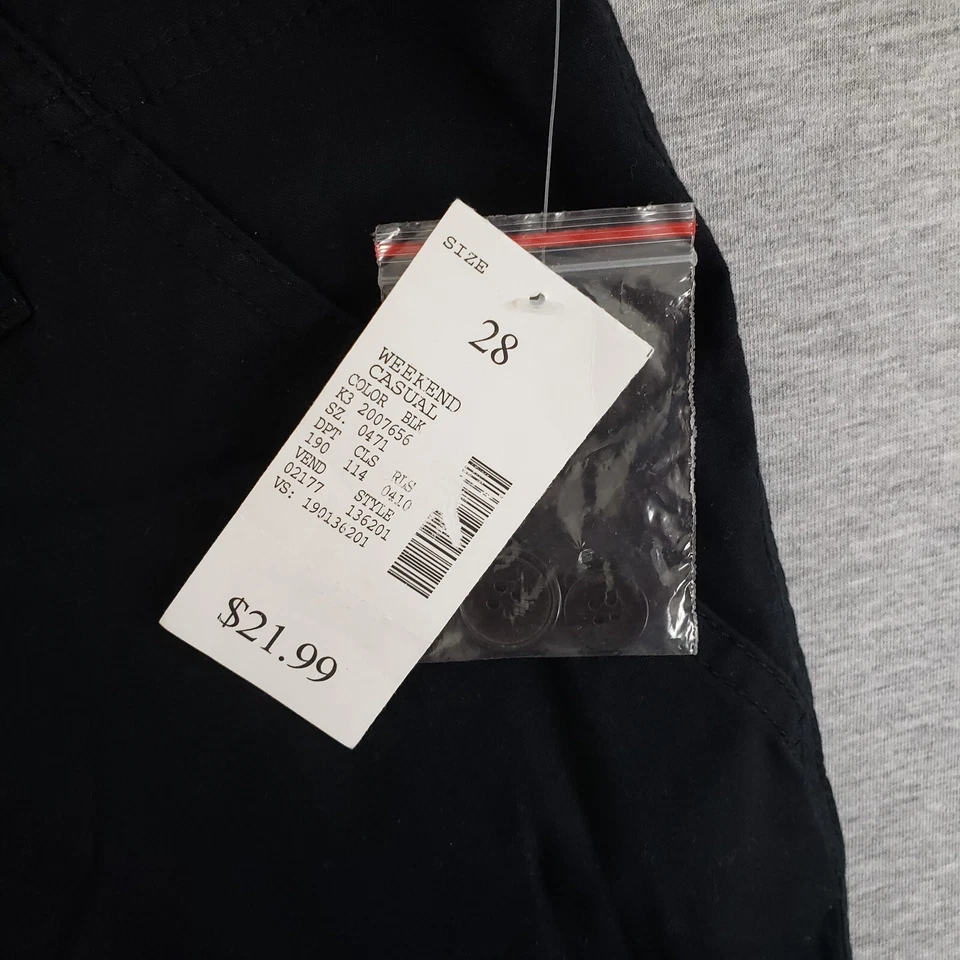 SIZE
28
WEEKEND
CASUAL
COLOR BLK
K3 2007656
SZ. 0471
DPT CLS RLS
190 114 0410
VEND STYLE
02177 136201
VS: 190136201
$21.99